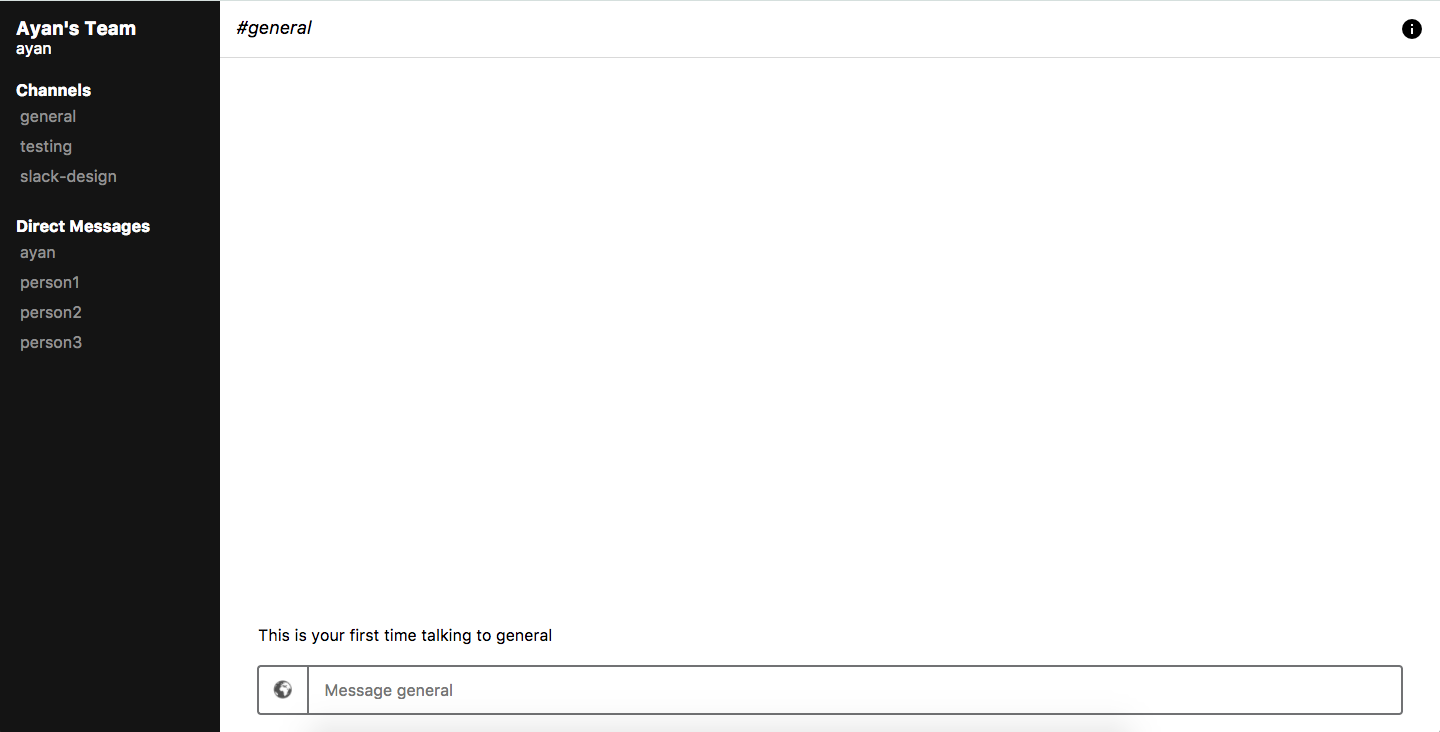 Ayan's Team
ayan
Channels
general
testing
slack-design
Direct Messages
ayan
person1
person2
person3
#general
This is your first time talking to general
Message general